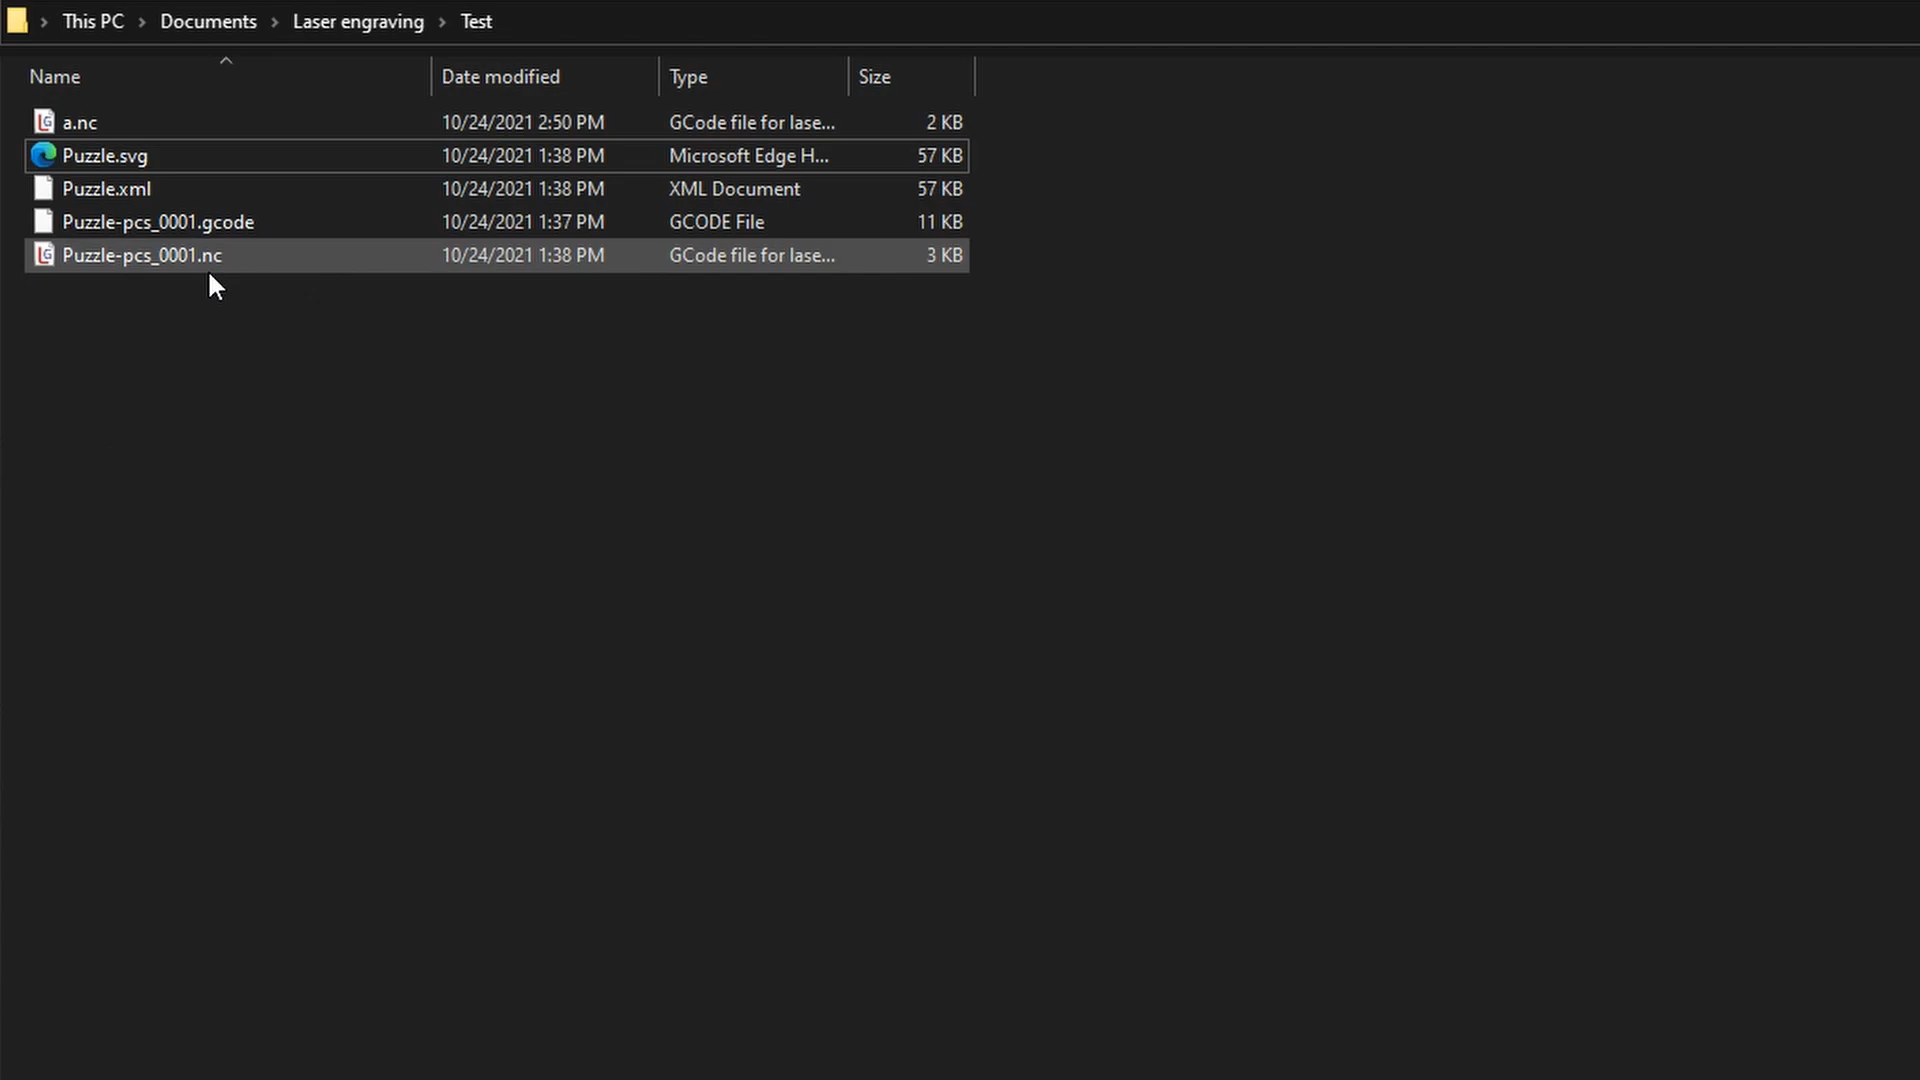 This PC > Documents > Laser engraving > Test
Name Date modified Type Size
a.nc 10/24/2021 2:50 PM GCode file for lase... 2 KB
Puzzle.svg 10/24/2021 1:38 PM Microsoft Edge H... 57 KB
Puzzle.xml 10/24/2021 1:38 PM XML Document 57 KB
Puzzle-pcs_0001.gcode 10/24/2021 1:37 PM GCODE File 11 KB
Puzzle-pcs_0001.nc 10/24/2021 1:38 PM GCode file for lase... 3 KB